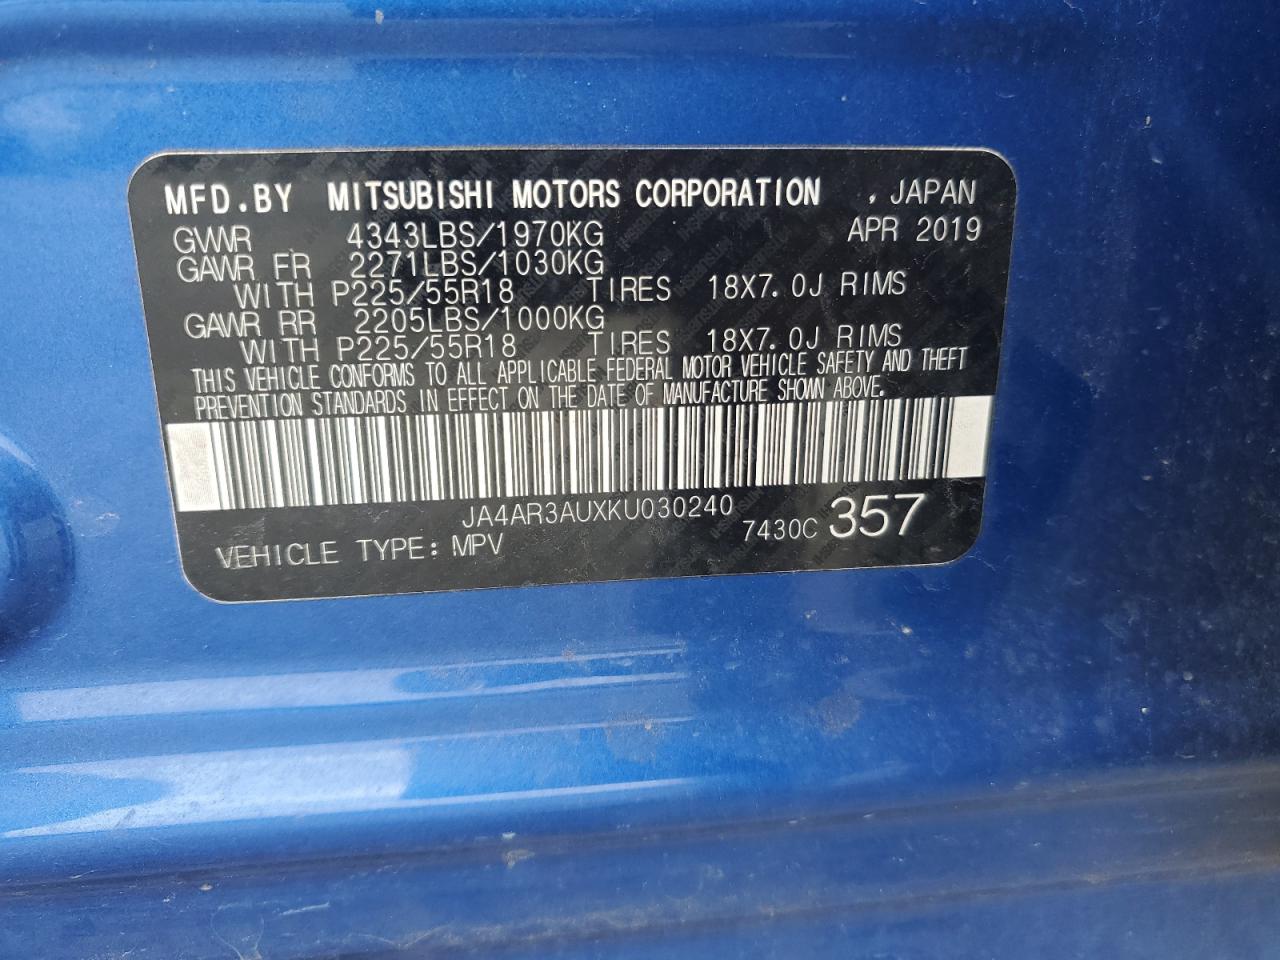 MFD.BY MITSUBISHI MOTORS CORPORATION , JAPAN
GVWR 4343LBS/1970KG APR 2019
GAWR FR 2271LBS/1030KG
WITH P225/55R18 TIRES 18X7.0J RIMS
GAWR RR 2205LBS/1000KG
WITH P225/55R18 TIRES 18X7.0J RIMS
THIS VEHICLE CONFORMS TO ALL APPLICABLE FEDERAL MOTOR VEHICLE SAFETY AND THEFT
PREVENTION STANDARDS IN EFFECT ON THE DATE OF MANUFACTURE SHOWN ABOVE.
JA4AR3AUXKU030240
VEHICLE TYPE: MPV 7430C 357